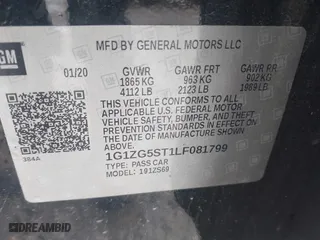 GM
MFD BY GENERAL MOTORS LLC
01/20 GVWR GAWR FRT GAWR RR
1865 KG 963 KG 902 KG
4112 LB 2123 LB 1989 LB
THIS VEHICLE CONFORMS TO ALL
APPLICABLE U.S. FEDERAL MOTOR
VEHICLE SAFETY, BUMPER, AND
THEFT PREVENTION STANDARDS IN
EFFECT ON THE DATE OF
MANUFACTURE SHOWN ABOVE.
384A
1G1ZG5ST1LF081799
TYPE: PASS CAR
MODEL: 191ZS69
DREAMBID